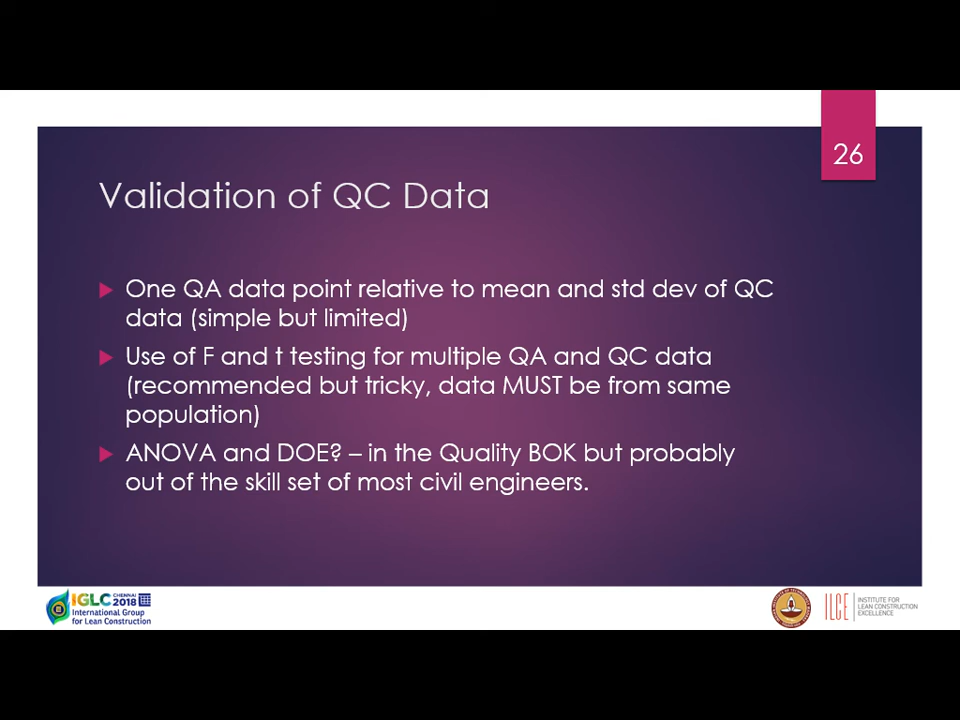 26
Validation of QC Data
One QA data point relative to mean and std dev of QC
data (simple but limited)
Use of F and t testing for multiple QA and QC data
(recommended but tricky, data MUST be from same
population)
ANOVA and DOE? – in the Quality BOK but probably
out of the skill set of most civil engineers.
IGLC CHENNAI 2018
International Group
for Lean Construction
ILCE
INSTITUTE FOR
LEAN CONSTRUCTION
EXCELLENCE